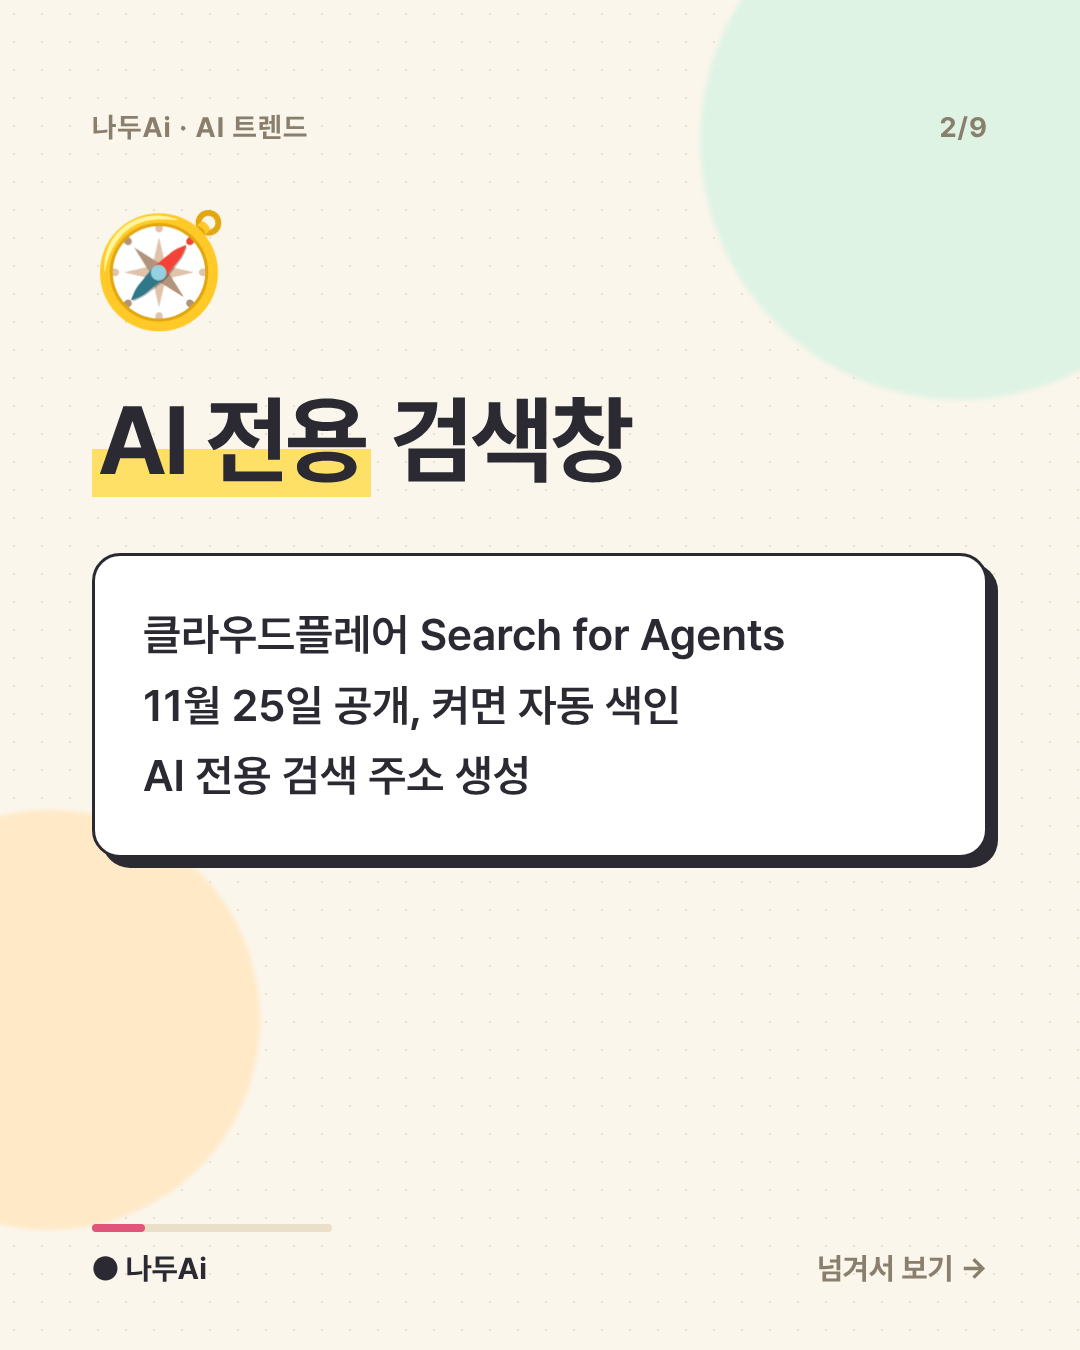 나두Ai · AI 트렌드
2/9
AI 전용 검색창
클라우드플레어 Search for Agents
11월 25일 공개, 켜면 자동 색인
AI 전용 검색 주소 생성
나두Ai
넘겨서 보기 →